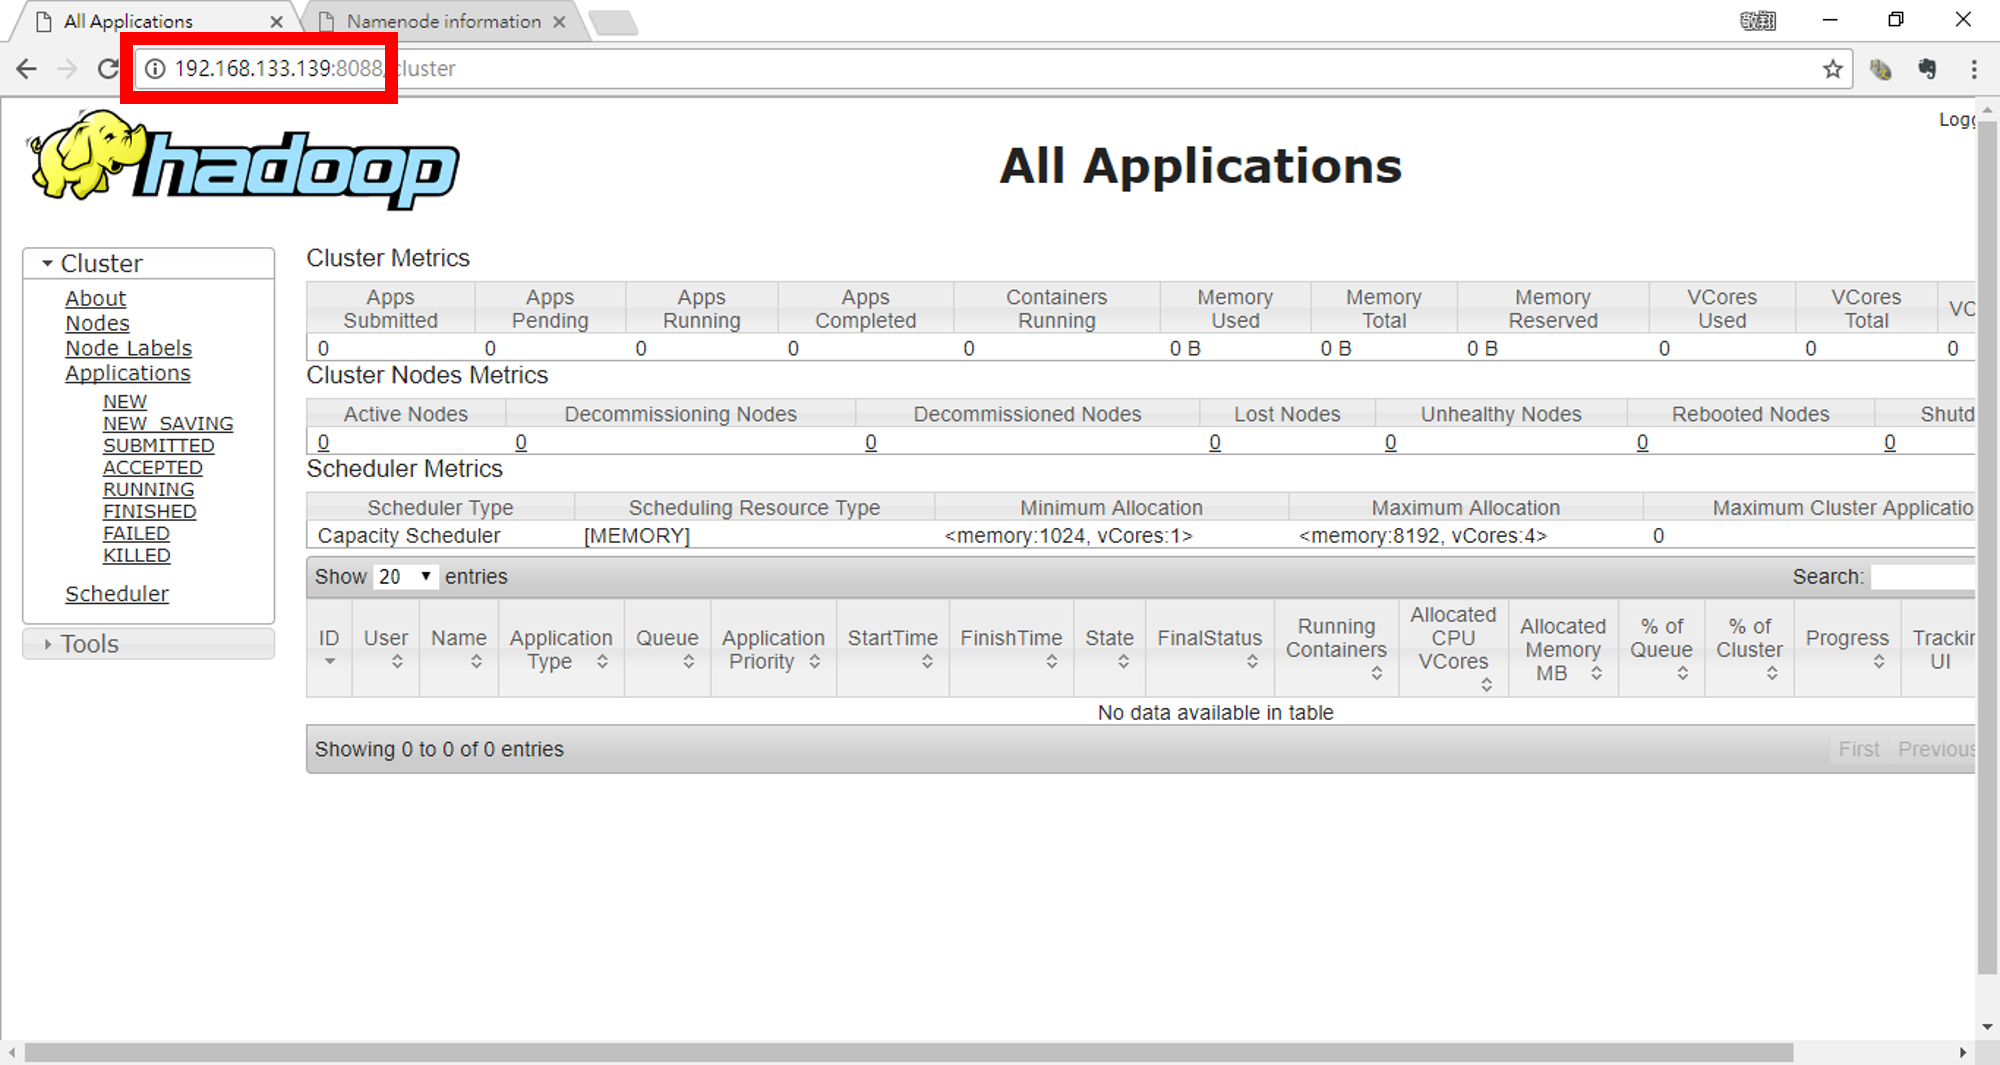 All Applications
Namenode information
敬翔
192.168.133.139:8088/cluster
Logg
hadoop
All Applications
Cluster
About
Nodes
Node Labels
Applications
NEW
NEW_SAVING
SUBMITTED
ACCEPTED
RUNNING
FINISHED
FAILED
KILLED
Scheduler
Tools
Cluster Metrics
Apps Submitted Apps Pending Apps Running Apps Completed Containers Running Memory Used Memory Total Memory Reserved VCores Used VCores Total VC
0 0 0 0 0 0 B 0 B 0 B 0 0 0
Cluster Nodes Metrics
Active Nodes Decommissioning Nodes Decommissioned Nodes Lost Nodes Unhealthy Nodes Rebooted Nodes Shutd
0 0 0 0 0 0 0
Scheduler Metrics
Scheduler Type Scheduling Resource Type Minimum Allocation Maximum Allocation Maximum Cluster Applicatio
Capacity Scheduler [MEMORY] <memory:1024, vCores:1> <memory:8192, vCores:4> 0
Show 20 entries Search:
ID User Name Application Type Queue Application Priority StartTime FinishTime State FinalStatus Running Containers Allocated CPU VCores Allocated Memory MB % of Queue % of Cluster Progress Trackin UI
No data available in table
Showing 0 to 0 of 0 entries First Previous